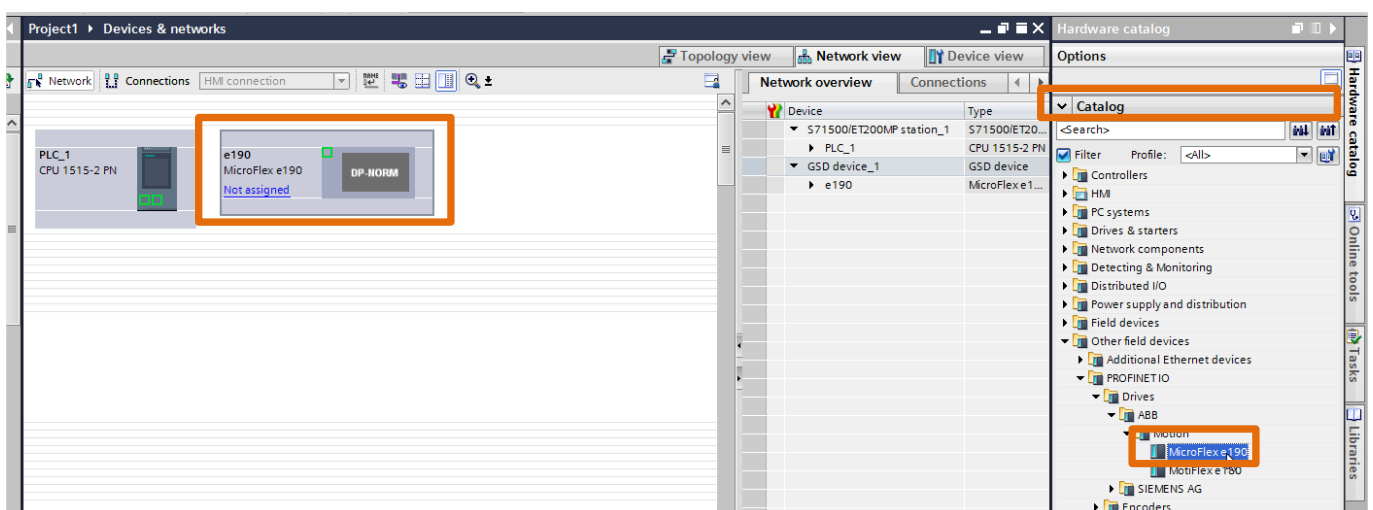 Project1 ▸ Devices & networks
Hardware catalog
Topology view
Network view
Device view
Options
Network
Connections
HMI connection
Network overview
Connections
Catalog
<Search>
Filter
Profile:
<All>
Device
Type
S71500/ET200MP station_1
S71500/ET20...
PLC_1
CPU 1515-2 PN
GSD device_1
GSD device
e190
MicroFlex e1...
PLC_1
CPU 1515-2 PN
e190
MicroFlex e190
Not assigned
DP-NORM
Controllers
HMI
PC systems
Drives & starters
Network components
Detecting & Monitoring
Distributed I/O
Power supply and distribution
Field devices
Other field devices
Additional Ethernet devices
PROFINET IO
Drives
ABB
Motion
MicroFlex e190
MotiFlex e180
SIEMENS AG
Encoders
Hardware catalog
Online tools
Tasks
Libraries